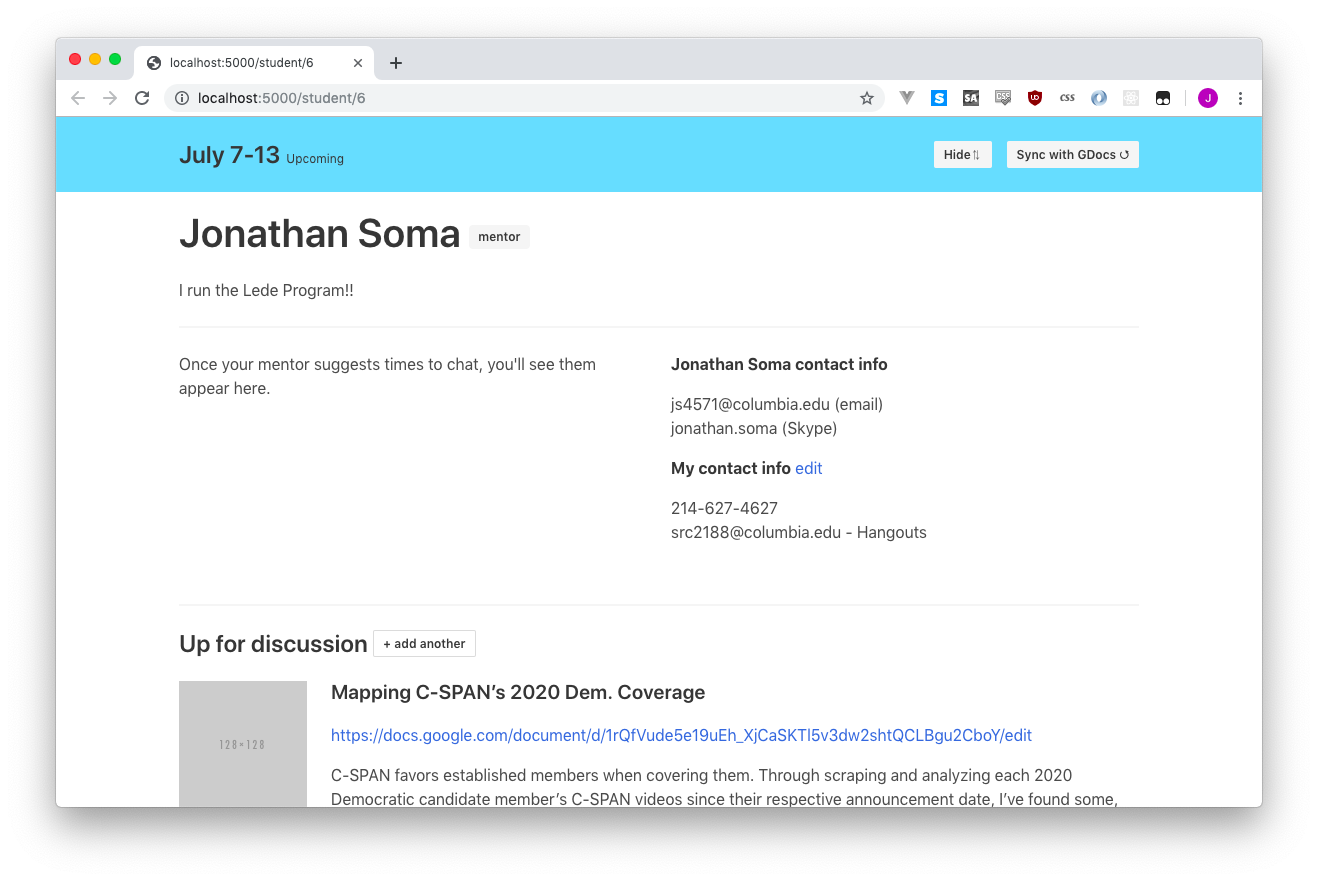 localhost:5000/student/6
localhost:5000/student/6
S
SA
CSP
UD
css
J
July 7-13 Upcoming
Hide
Sync with GDocs
Jonathan Soma mentor
I run the Lede Program!!
Once your mentor suggests times to chat, you'll see them
appear here.
Jonathan Soma contact info
js4571@columbia.edu (email)
jonathan.soma (Skype)
My contact info edit
214-627-4627
src2188@columbia.edu - Hangouts
Up for discussion + add another
128×128
Mapping C-SPAN’s 2020 Dem. Coverage
https://docs.google.com/document/d/1rQfVude5e19uEh_XjCaSKTl5v3dw2shtQCLBgu2CboY/edit
C-SPAN favors established members when covering them. Through scraping and analyzing each 2020
Democratic candidate member’s C-SPAN videos since their respective announcement date, I’ve found some,